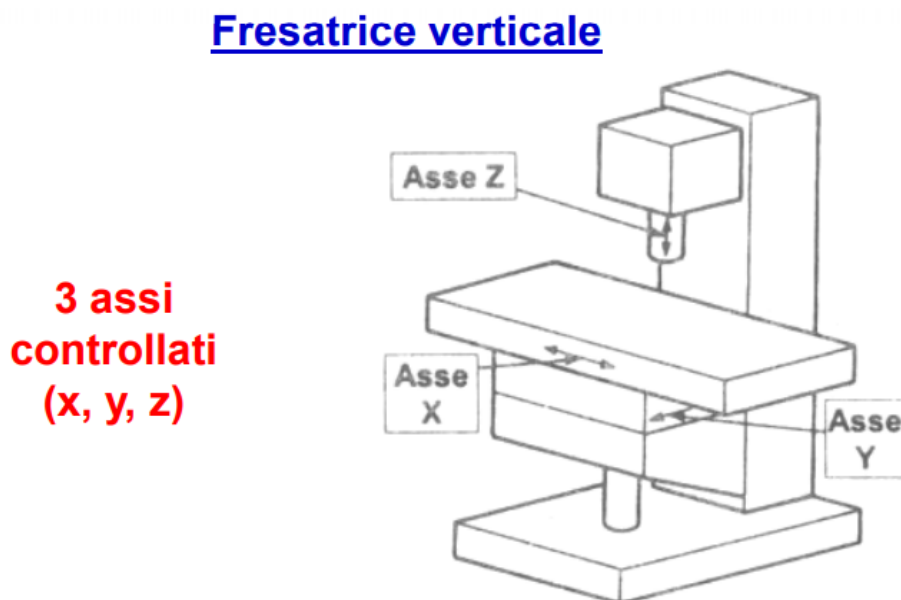 Fresatrice verticale
Asse Z
3 assi
controllati
(x, y, z)
Asse
X
Asse
Y